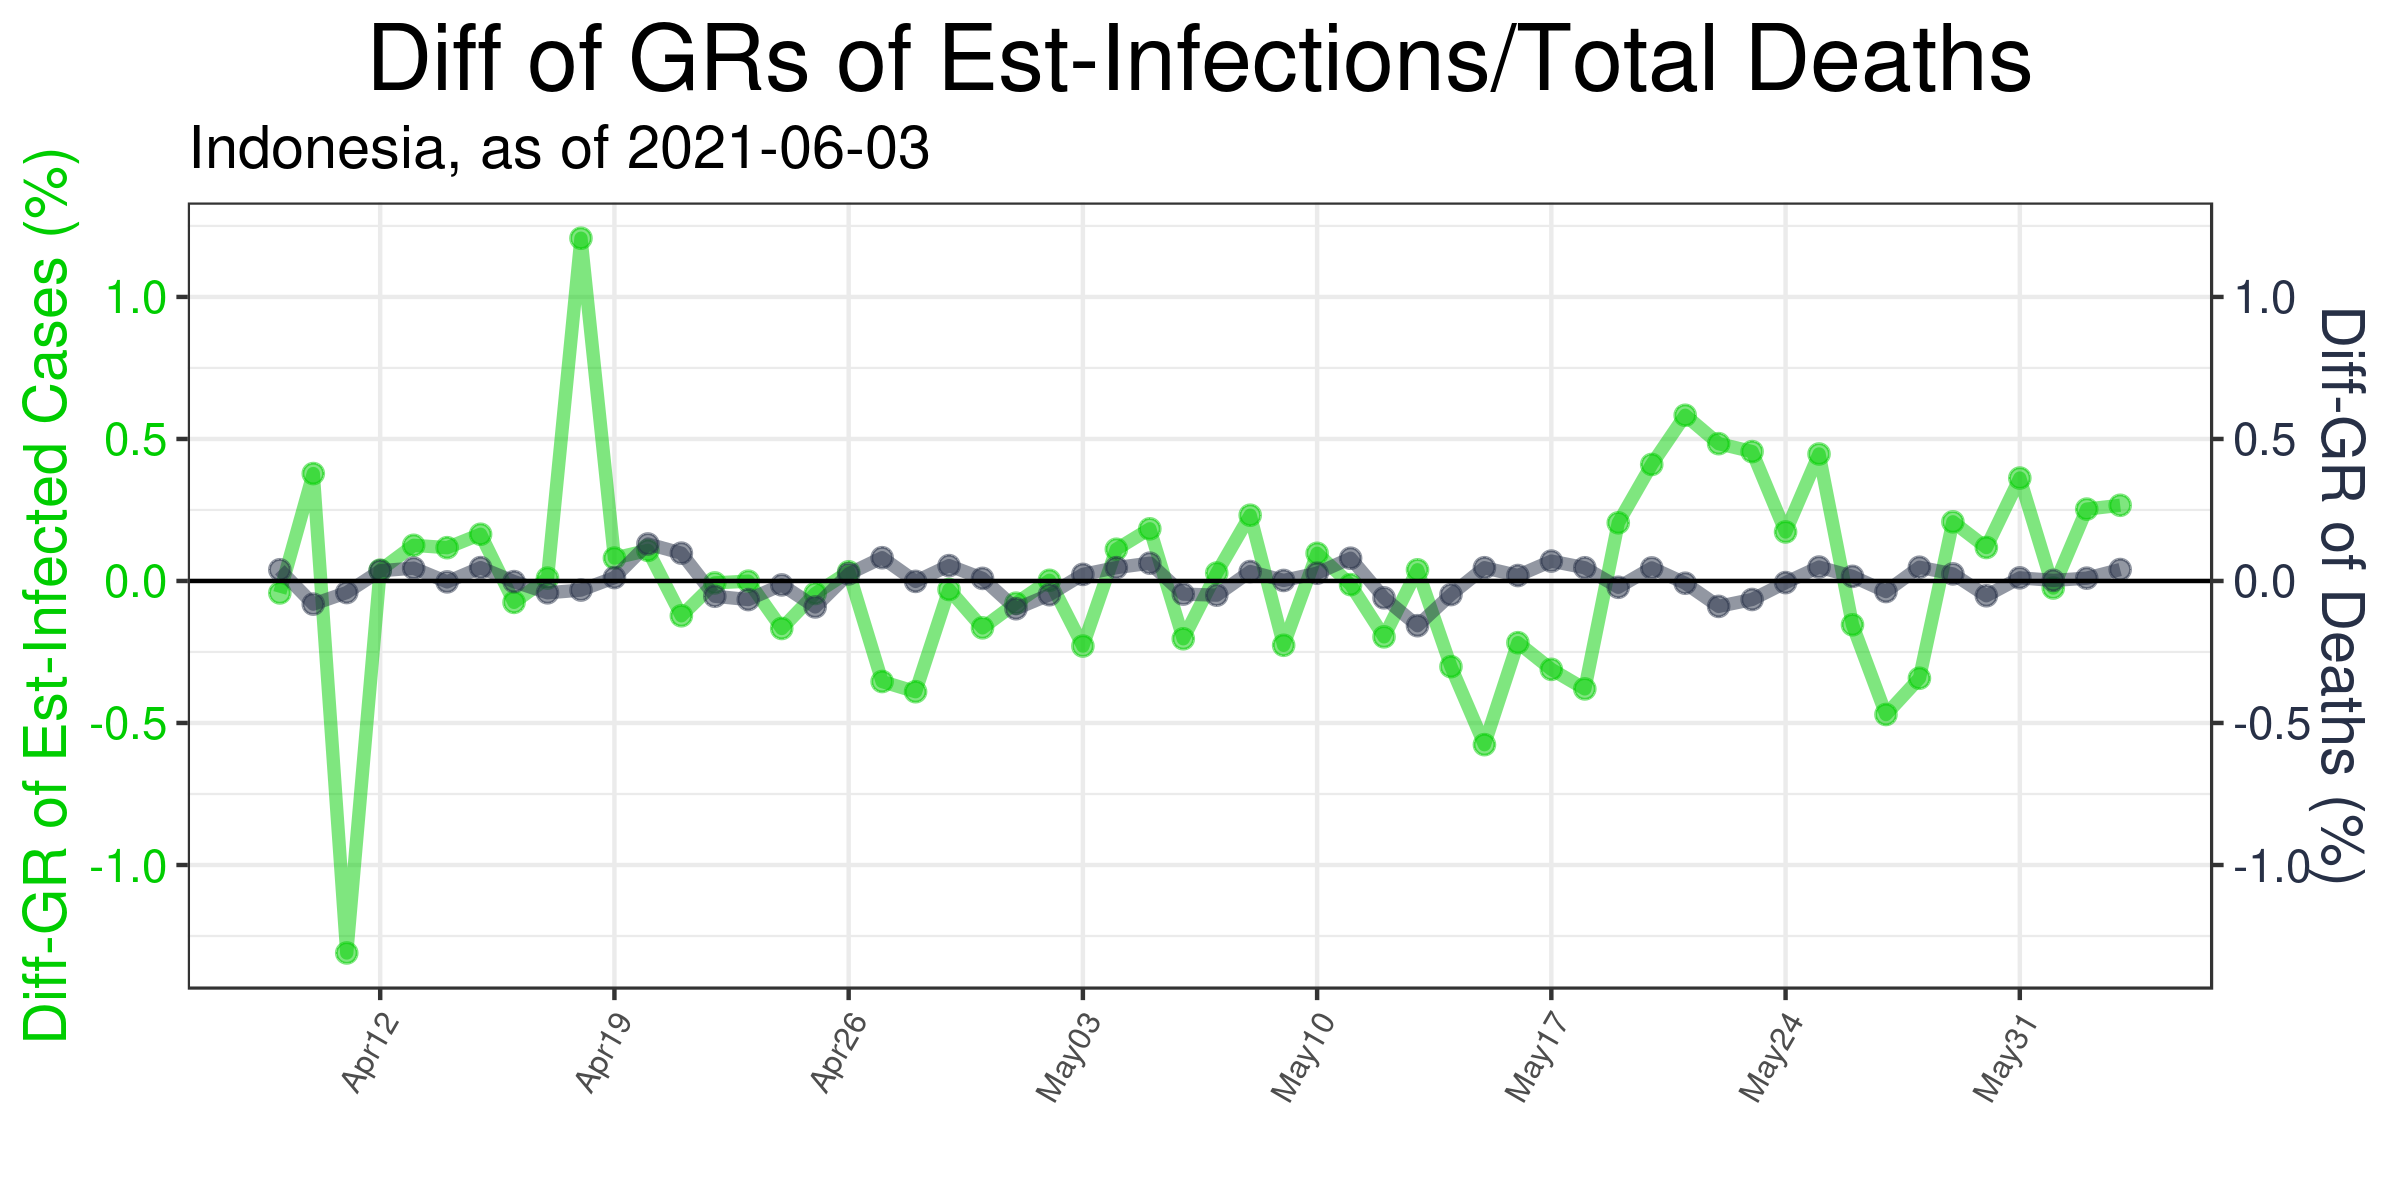 Diff of GRs of Est-Infections/Total Deaths
Indonesia, as of 2021-06-03
Diff-GR of Est-Infected Cases (%)
1.0
0.5
0.0
-0.5
-1.0
1.0
0.5
0.0
-0.5
-1.0
Diff-GR of Deaths (%)
Apr12
Apr19
Apr26
May03
May10
May17
May24
May31